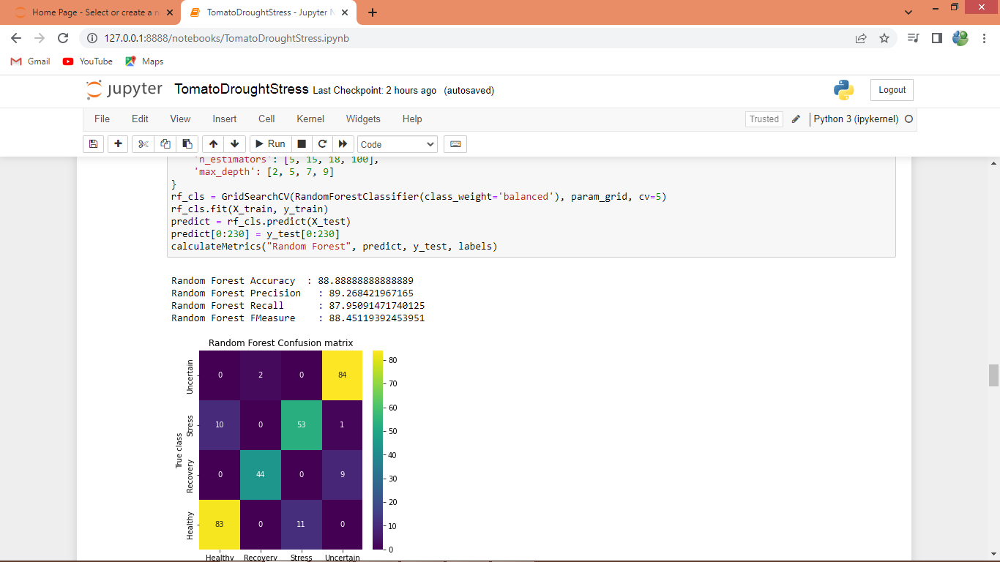 Home Page - Select or create a n
TomatoDroughtStress - Jupyter N
127.0.0.1:8888/notebooks/TomatoDroughtStress.ipynb
Gmail YouTube Maps
jupyter TomatoDroughtStress Last Checkpoint: 2 hours ago (autosaved)
Logout
File Edit View Insert Cell Kernel Widgets Help
Trusted Python 3 (ipykernel)
Run Code
'n_estimators': [5, 15, 18, 100],
'max_depth': [2, 5, 7, 9]
}
rf_cls = GridSearchCV(RandomForestClassifier(class_weight='balanced'), param_grid, cv=5)
rf_cls.fit(X_train, y_train)
predict = rf_cls.predict(X_test)
predict[0:230] = y_test[0:230]
calculateMetrics("Random Forest", predict, y_test, labels)
Random Forest Accuracy : 88.88888888888889
Random Forest Precision : 89.268421967165
Random Forest Recall : 87.95091471740125
Random Forest FMeasure : 88.45119392453951
Random Forest Confusion matrix
True class
Uncertain 0 2 0 84
Stress 10 0 53 1
Recovery 0 44 0 9
Healthy 83 0 11 0
Healthy Recovery Stress Uncertain
80
70
60
50
40
30
20
10
0